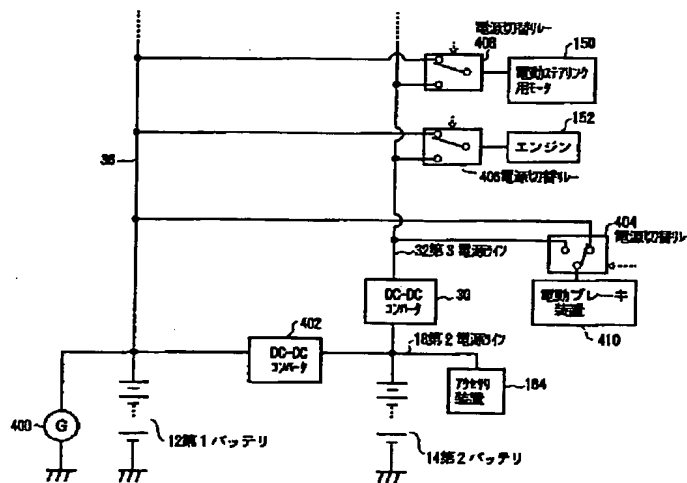 電源切替リレー
408
150
電動ステアリング
用モータ
152
エンジン
406電源切替リレー
36
404
電源切替リレー
32第3電源ライン
DC-DC
コンバータ
30
電動ブレーキ
装置
410
402
DC-DC
コンバータ
18第2電源ライン
アクセサリ
装置
164
400
G
12第1バッテリ
14第2バッテリ